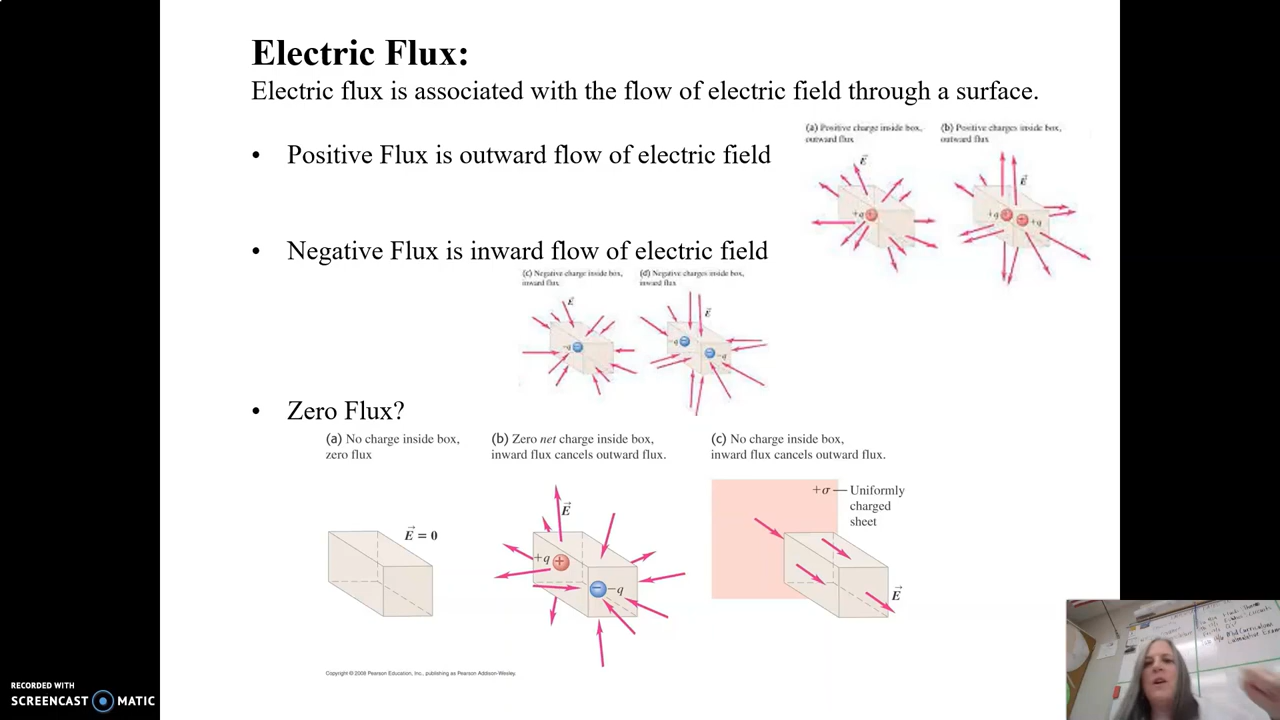 Electric Flux:
Electric flux is associated with the flow of electric field through a surface.
• Positive Flux is outward flow of electric field
(a) Positive charge inside box,
outward flux
E⃗
+q +
(b) Positive charges inside box,
outward flux
E⃗
+q + + +q
• Negative Flux is inward flow of electric field
(c) Negative charge inside box,
inward flux
E⃗
−q −
(d) Negative charges inside box,
inward flux
E⃗
−q − − −q
• Zero Flux?
(a) No charge inside box,
zero flux
E⃗ = 0
(b) Zero net charge inside box,
inward flux cancels outward flux.
E⃗
+q +
− −q
(c) No charge inside box,
inward flux cancels outward flux.
+σ — Uniformly
charged
sheet
E⃗
Copyright © 2008 Pearson Education, Inc., publishing as Pearson Addison-Wesley.
RECORDED WITH
SCREENCAST MATIC